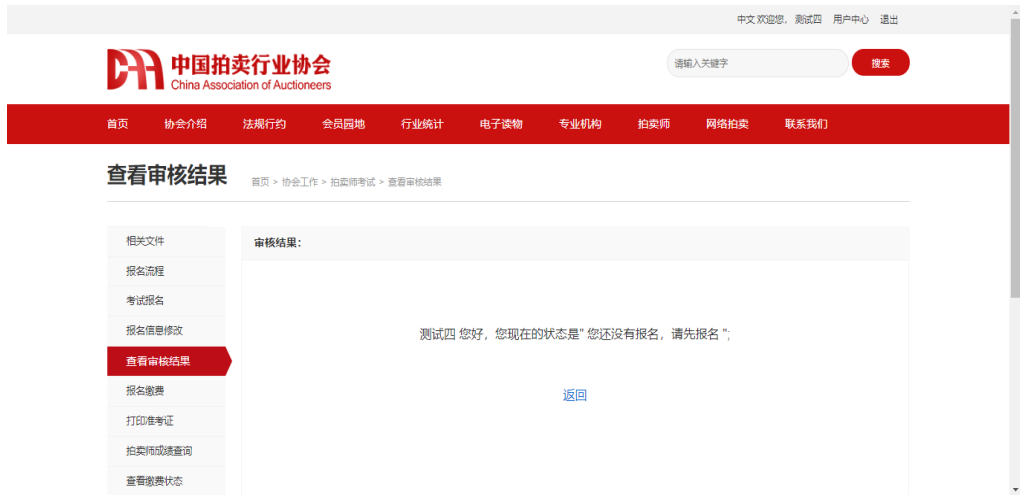 中文 欢迎您, 测试四 用户中心 退出
中国拍卖行业协会
China Association of Auctioneers
请输入关键字 搜索
首页 协会介绍 法规行约 会员园地 行业统计 电子读物 专业机构 拍卖师 网络拍卖 联系我们
查看审核结果 首页 > 协会工作 > 拍卖师考试 > 查看审核结果
相关文件
审核结果：
报名流程
考试报名
报名信息修改
测试四 您好，您现在的状态是" 您还没有报名，请先报名 ";
查看审核结果
报名缴费
返回
打印准考证
拍卖师成绩查询
查看缴费状态